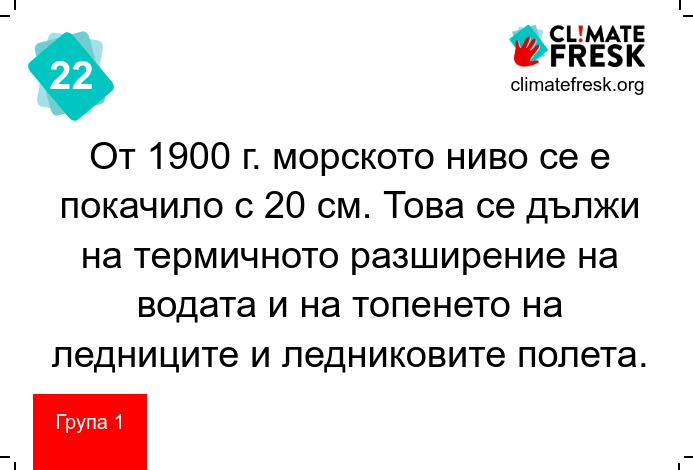 22
CL!MATE
FRESK
climatefresk.org
От 1900 г. морското ниво се е
покачило с 20 см. Това се дължи
на термичното разширение на
водата и на топенето на
ледниците и ледниковите полета.
Група 1